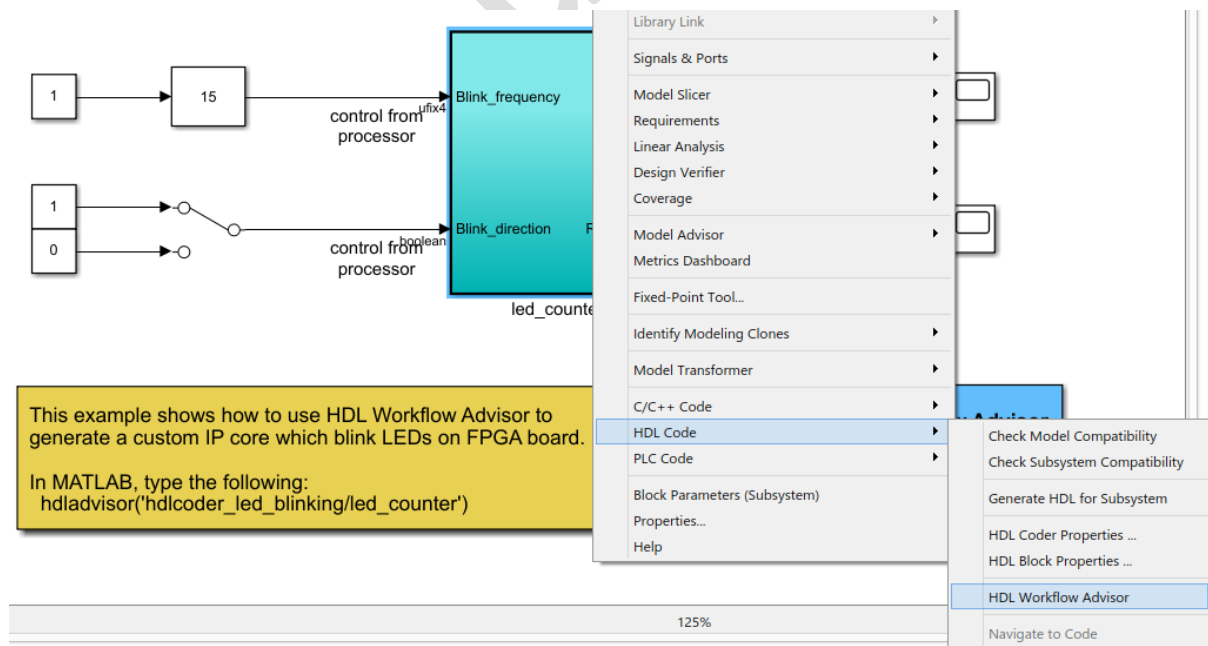 1
15
control from
processor
ufix4
Blink_frequency
1
0
control from
processor
boolean
Blink_direction
led_counte
This example shows how to use HDL Workflow Advisor to
generate a custom IP core which blink LEDs on FPGA board.
In MATLAB, type the following:
hdladvisor('hdlcoder_led_blinking/led_counter')
Library Link
Signals & Ports
Model Slicer
Requirements
Linear Analysis
Design Verifier
Coverage
Model Advisor
Metrics Dashboard
Fixed-Point Tool...
Identify Modeling Clones
Model Transformer
C/C++ Code
HDL Code
PLC Code
Block Parameters (Subsystem)
Properties...
Help
Check Model Compatibility
Check Subsystem Compatibility
Generate HDL for Subsystem
HDL Coder Properties ...
HDL Block Properties ...
HDL Workflow Advisor
Navigate to Code
125%